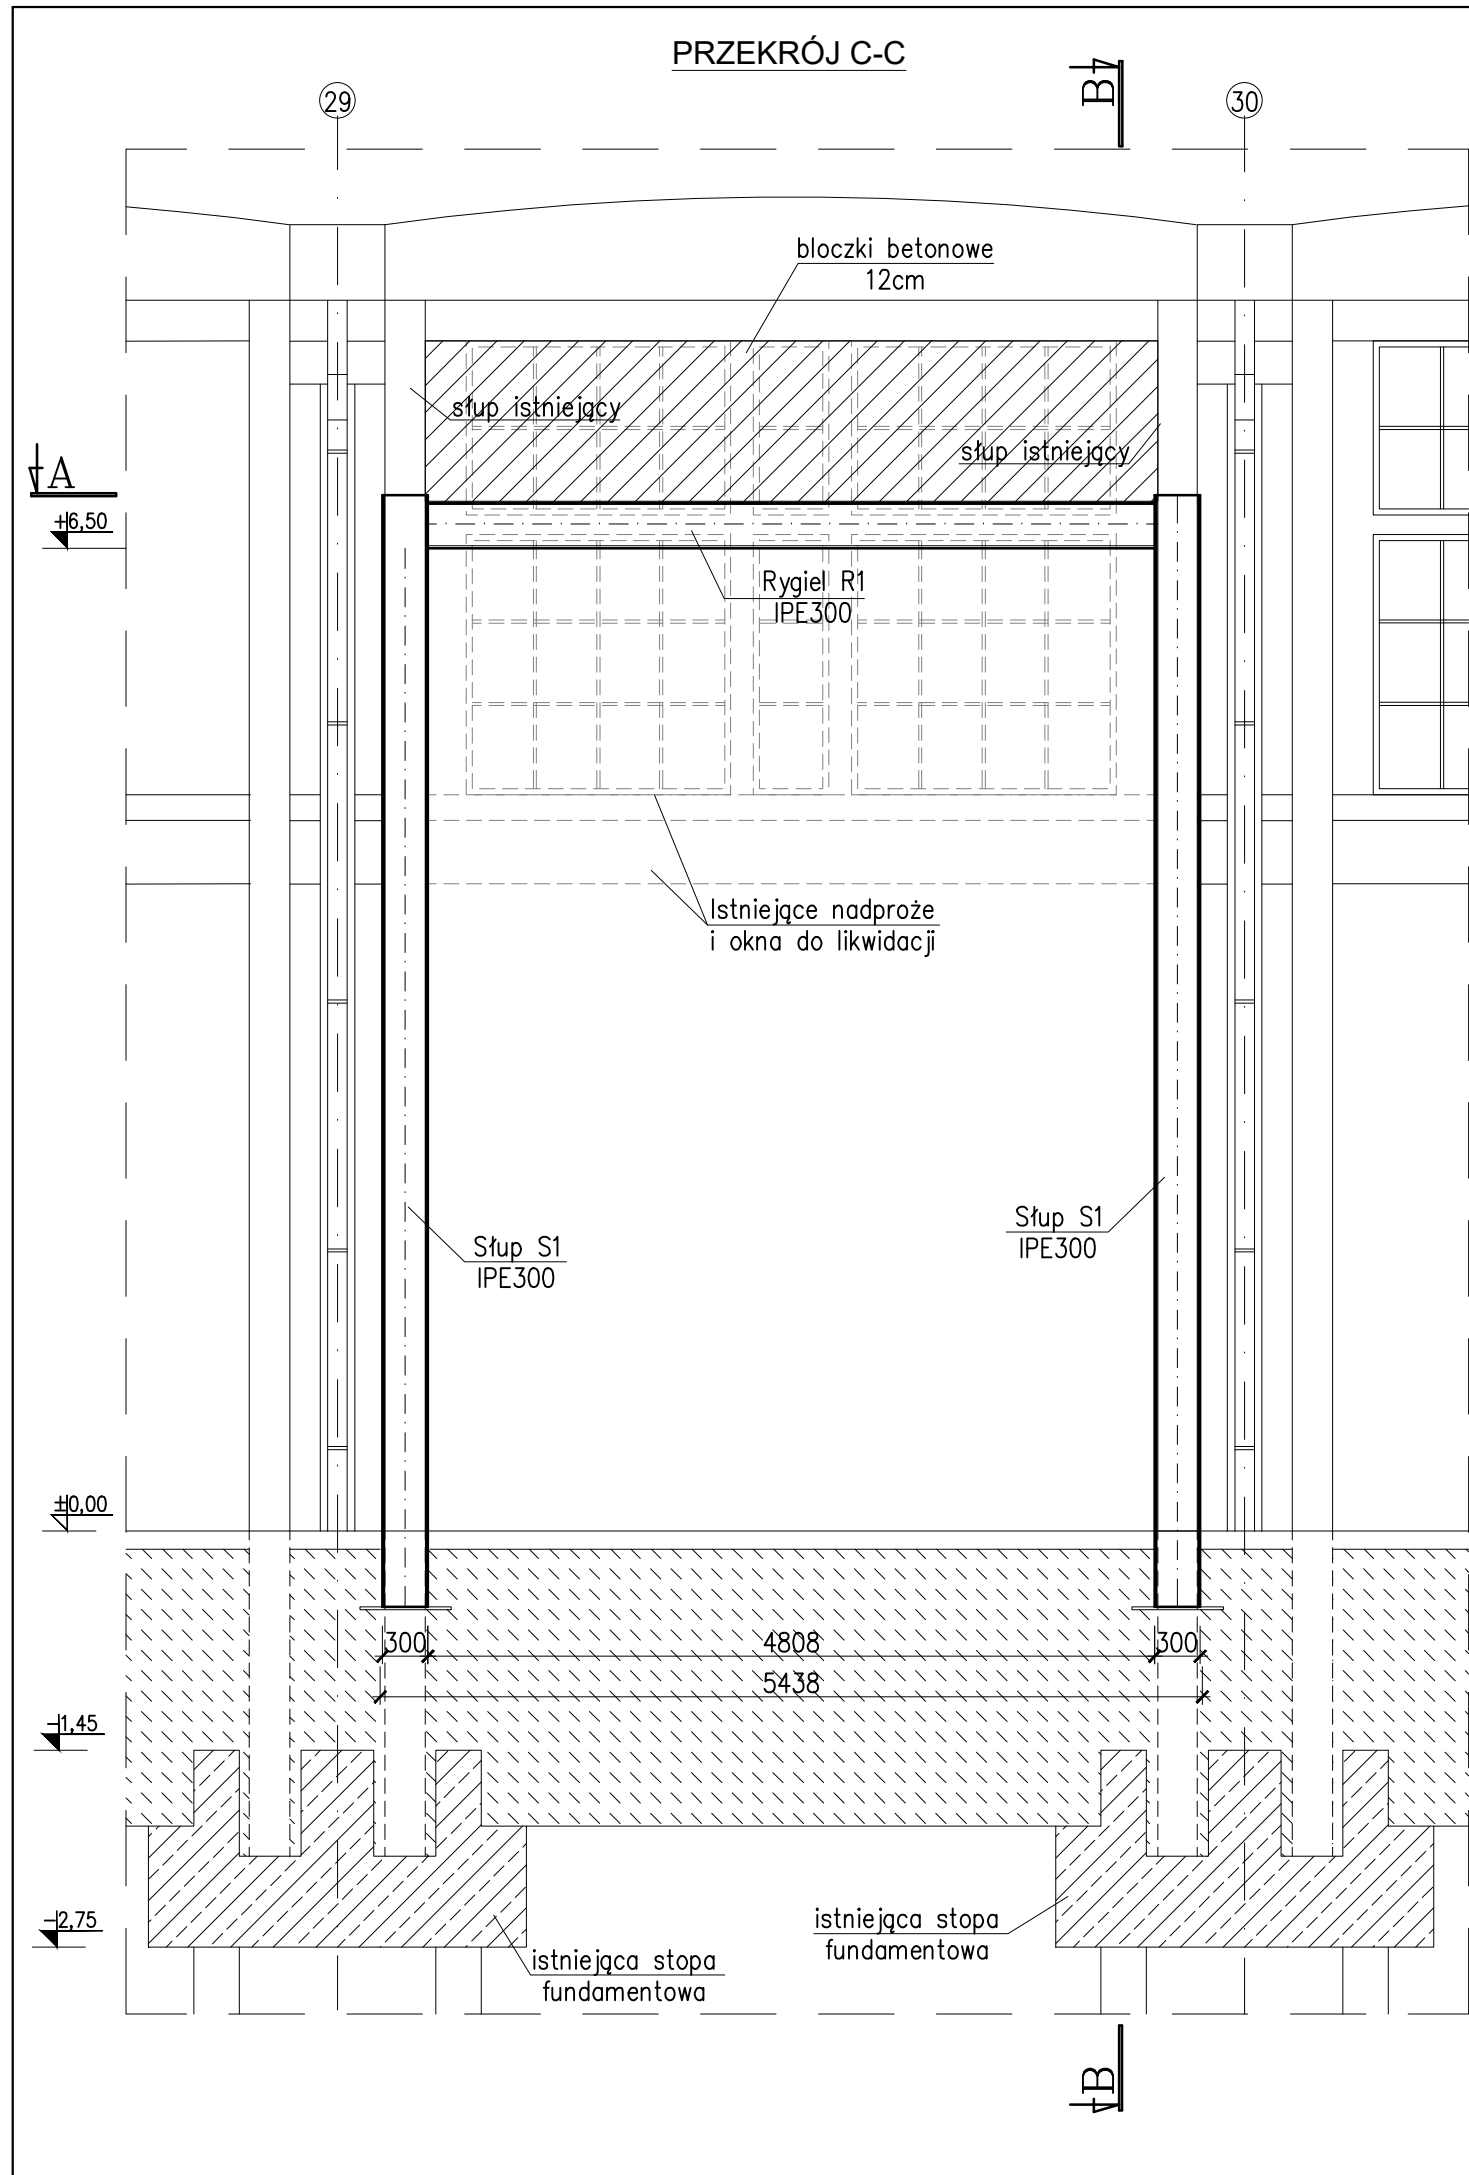 PRZEKRÓJ C-C
B
29
30
bloczki betonowe
12cm
słup istniejący
słup istniejący
A
+6,50
Rygiel R1
IPE300
Istniejące nadproże
i okna do likwidacji
Słup S1
IPE300
Słup S1
IPE300
±0,00
300
4808
300
5438
-1,45
-2,75
istniejąca stopa
fundamentowa
istniejąca stopa
fundamentowa
B